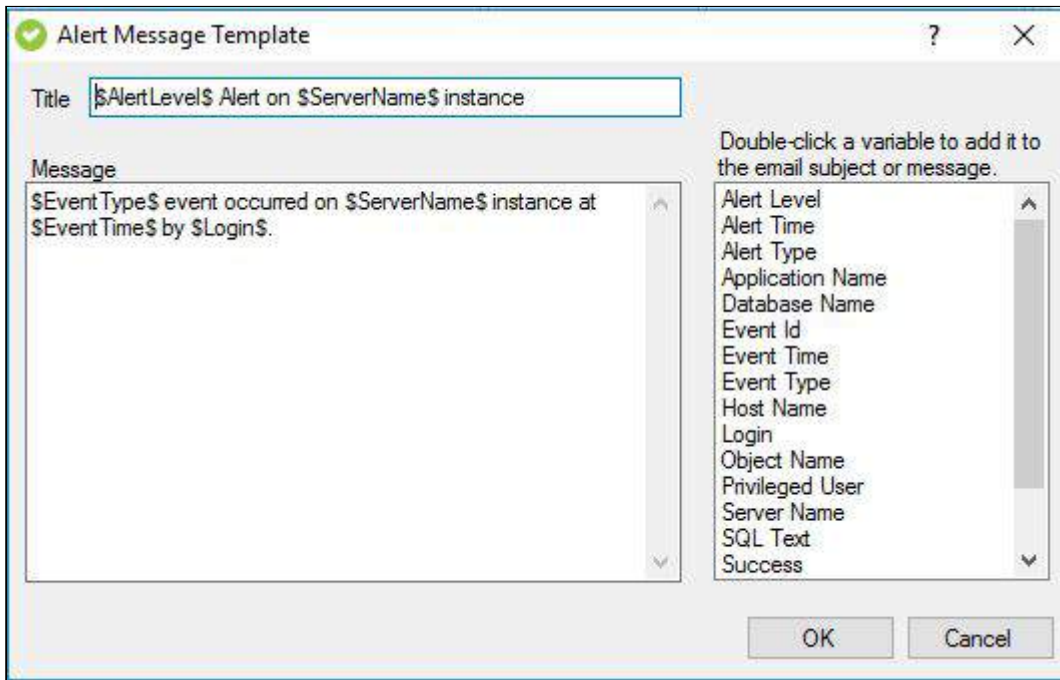 Alert Message Template
?
Title
$AlertLevel$ Alert on $ServerName$ instance
Double-click a variable to add it to
the email subject or message.
Message
$EventType$ event occurred on $ServerName$ instance at
$EventTime$ by $Login$.
Alert Level
Alert Time
Alert Type
Application Name
Database Name
Event Id
Event Time
Event Type
Host Name
Login
Object Name
Privileged User
Server Name
SQL Text
Success
OK
Cancel